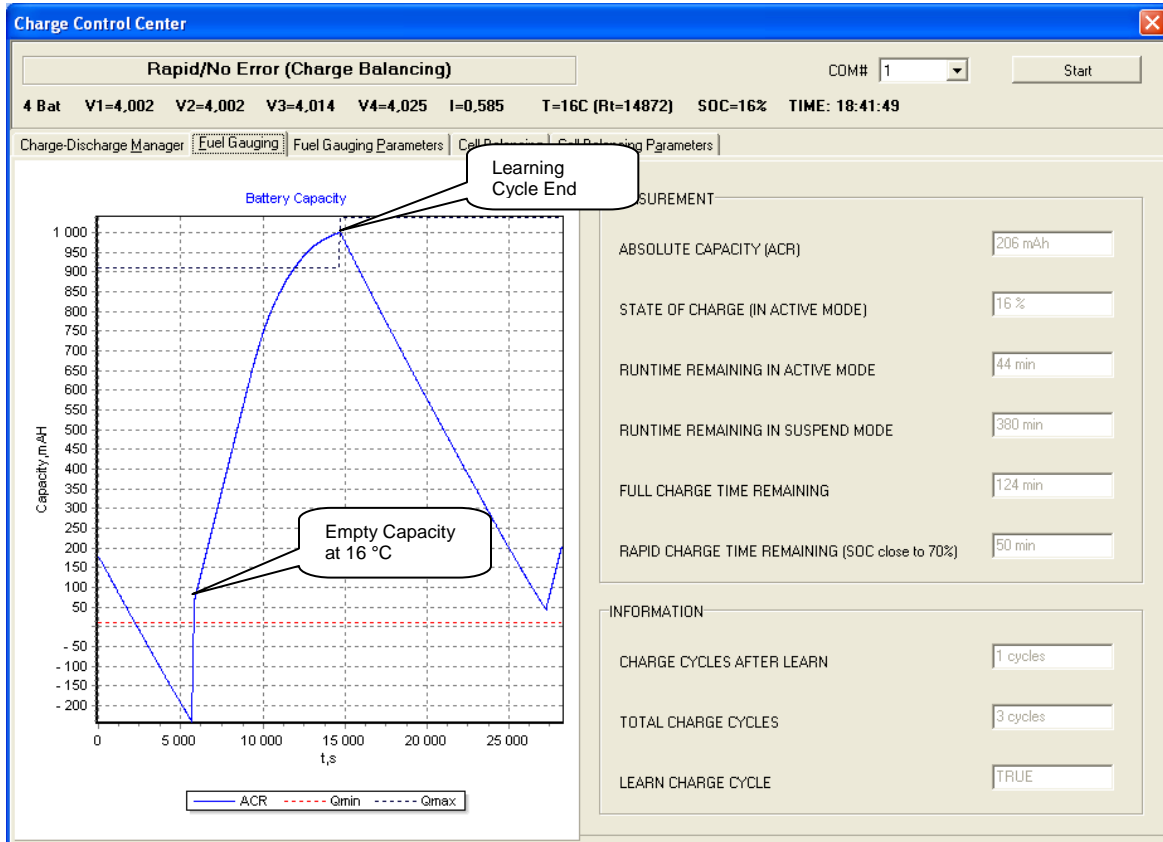 Charge Control Center
Rapid/No Error (Charge Balancing)
COM# 1
Start
4 Bat V1=4,002 V2=4,002 V3=4,014 V4=4,025 I=0,585 T=16C (Rt=14872) SOC=16% TIME: 18:41:49
Charge-Discharge Manager Fuel Gauging Fuel Gauging Parameters Cell Balancing Cell Balancing Parameters
Learning
Cycle End
Battery Capacity
1 000
950
900
850
800
750
700
650
600
550
500
450
400
350
300
250
200
150
100
50
- 50
- 100
- 150
- 200
Capacity,mAH
Empty Capacity
at 16 °C
0 5 000 10 000 15 000 20 000 25 000
t,s
ACR Qmin Qmax
ABSOLUTE CAPACITY (ACR) 206 mAh
STATE OF CHARGE (IN ACTIVE MODE) 16 %
RUNTIME REMAINING IN ACTIVE MODE 44 min
RUNTIME REMAINING IN SUSPEND MODE 380 min
FULL CHARGE TIME REMAINING 124 min
RAPID CHARGE TIME REMAINING (SOC close to 70%) 50 min
INFORMATION
CHARGE CYCLES AFTER LEARN 1 cycles
TOTAL CHARGE CYCLES 3 cycles
LEARN CHARGE CYCLE TRUE